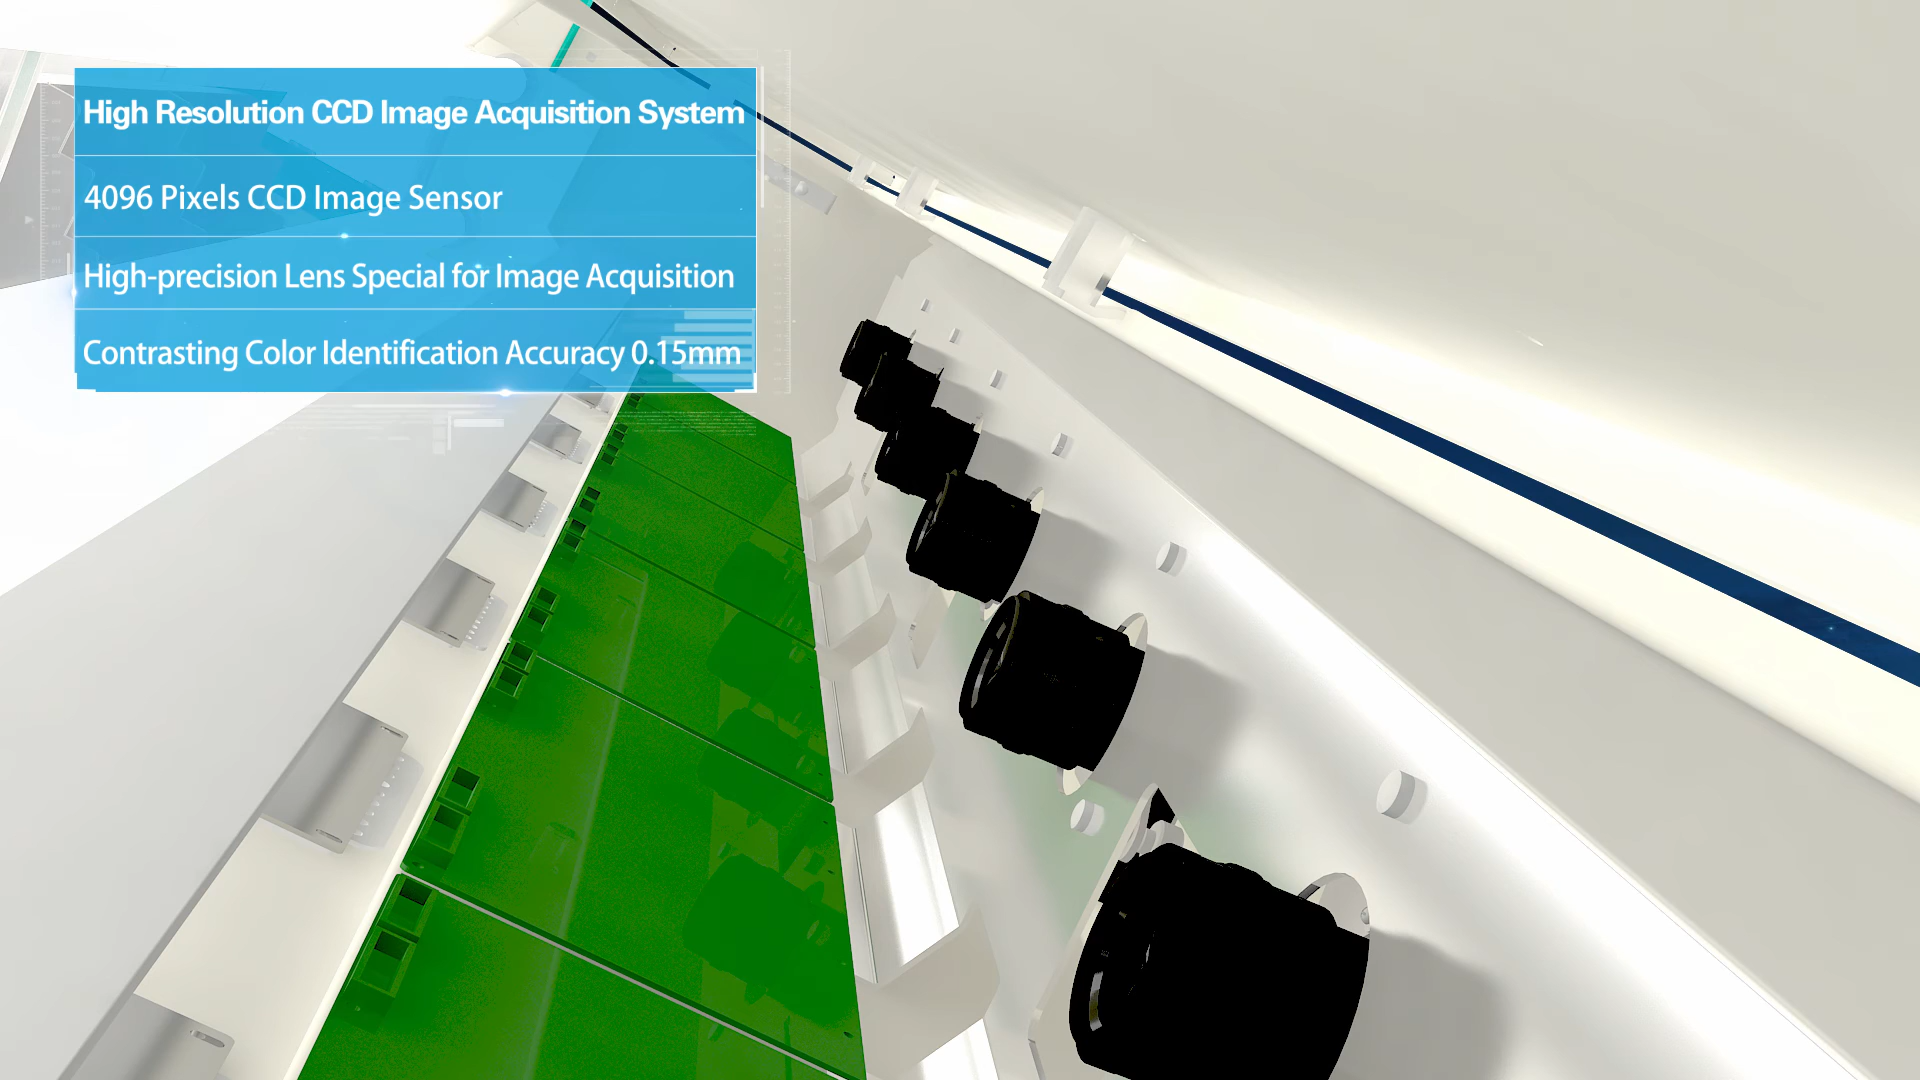 High Resolution CCD Image Acquisition System
4096 Pixels CCD Image Sensor
High-precision Lens Special for Image Acquisition
Contrasting Color Identification Accuracy 0.15mm